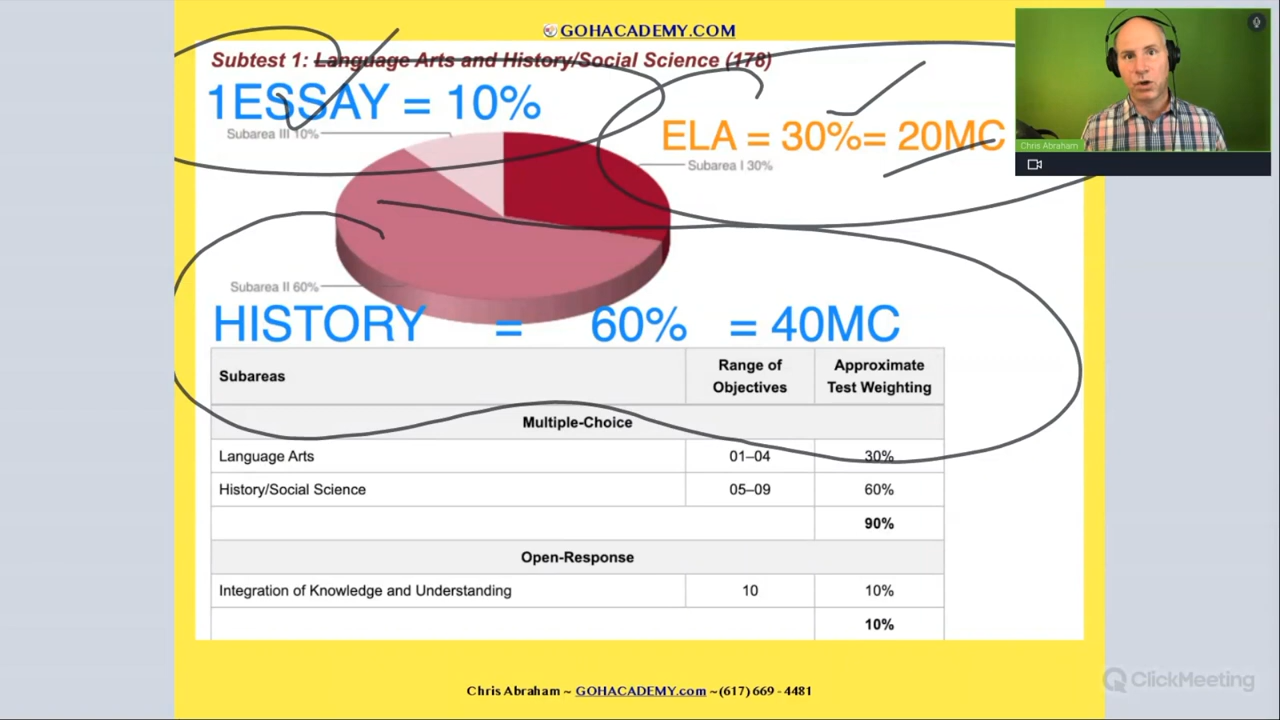 GOHACADEMY.COM
Subtest 1: Language Arts and History/Social Science (178)
1ESSAY = 10%
Subarea III 10%
ELA = 30%= 20MC
Subarea I 30%
Chris Abraham
Subarea II 60%
HISTORY = 60% = 40MC
Subareas Range of Objectives Approximate Test Weighting
Multiple-Choice
Language Arts 01–04 30%
History/Social Science 05–09 60%
90%
Open-Response
Integration of Knowledge and Understanding 10 10%
10%
Chris Abraham ~ GOHACADEMY.com ~(617) 669 - 4481
ClickMeeting